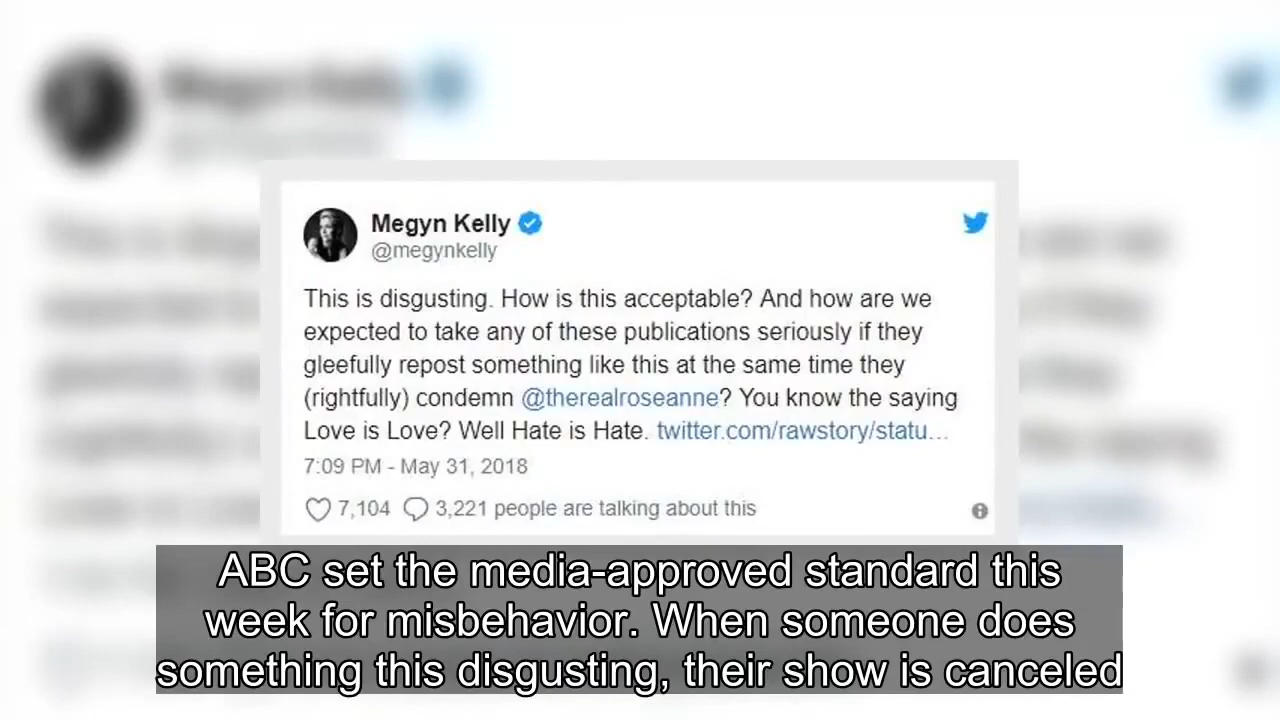 Megyn Kelly
@megynkelly
This is disgusting. How is this acceptable? And how are we
expected to take any of these publications seriously if they
gleefully repost something like this at the same time they
(rightfully) condemn @therealroseanne? You know the saying
Love is Love? Well Hate is Hate. twitter.com/rawstory/statu...
7:09 PM - May 31, 2018
7,104 3,221 people are talking about this
ABC set the media-approved standard this
week for misbehavior. When someone does
something this disgusting, their show is canceled